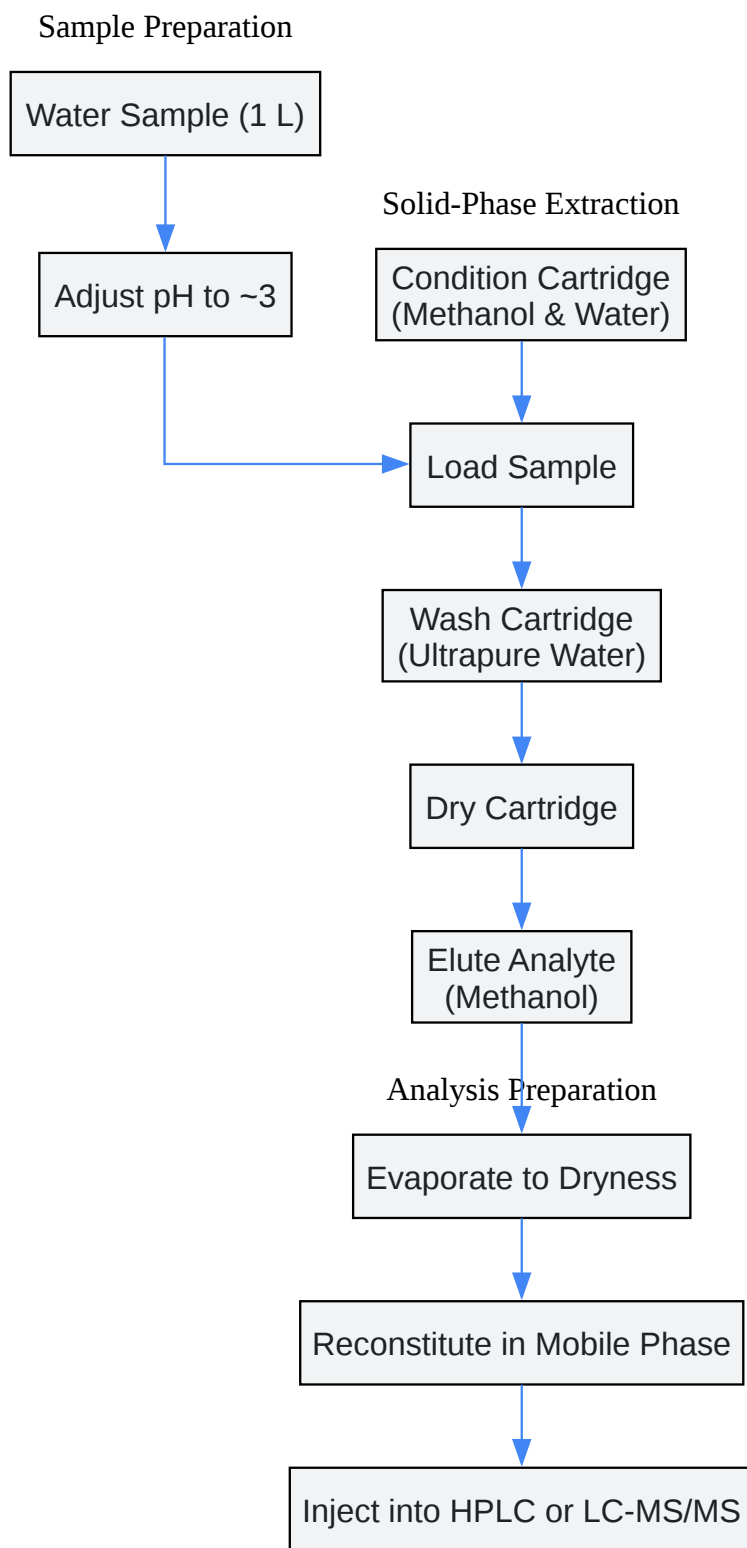 Sample Preparation
Water Sample (1 L)
Adjust pH to ~3
Solid-Phase Extraction
Condition Cartridge
(Methanol & Water)
Load Sample
Wash Cartridge
(Ultrapure Water)
Dry Cartridge
Elute Analyte
(Methanol)
Analysis Preparation
Evaporate to Dryness
Reconstitute in Mobile Phase
Inject into HPLC or LC-MS/MS